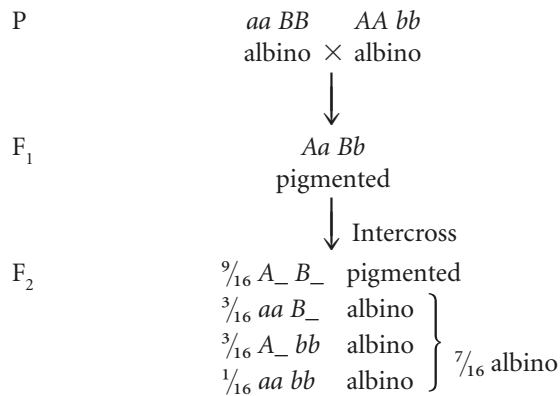 P aa BB AA bb
albino × albino
F₁ Aa Bb
pigmented
Intercross
F₂ 9/16 A_ B_ pigmented
3/16 aa B_ albino
3/16 A_ bb albino
7/16 albino
1/16 aa bb albino